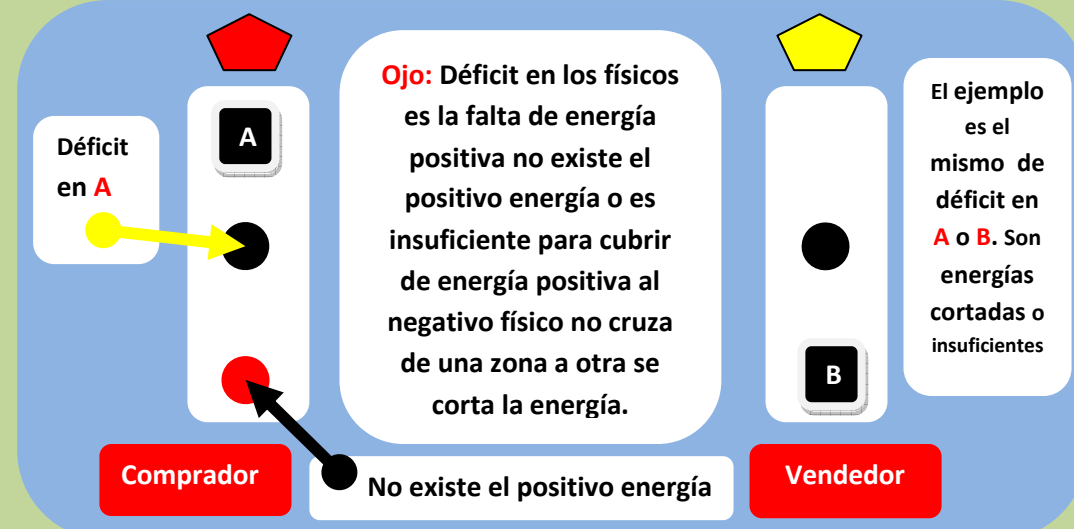 Déficit
en A
A
Ojo: Déficit en los físicos
es la falta de energía
positiva no existe el
positivo energía o es
insuficiente para cubrir
de energía positiva al
negativo físico no cruza
de una zona a otra se
corta la energía.
El ejemplo
es el
mismo de
déficit en
A o B. Son
energías
cortadas o
insuficientes
B
Comprador
No existe el positivo energía
Vendedor